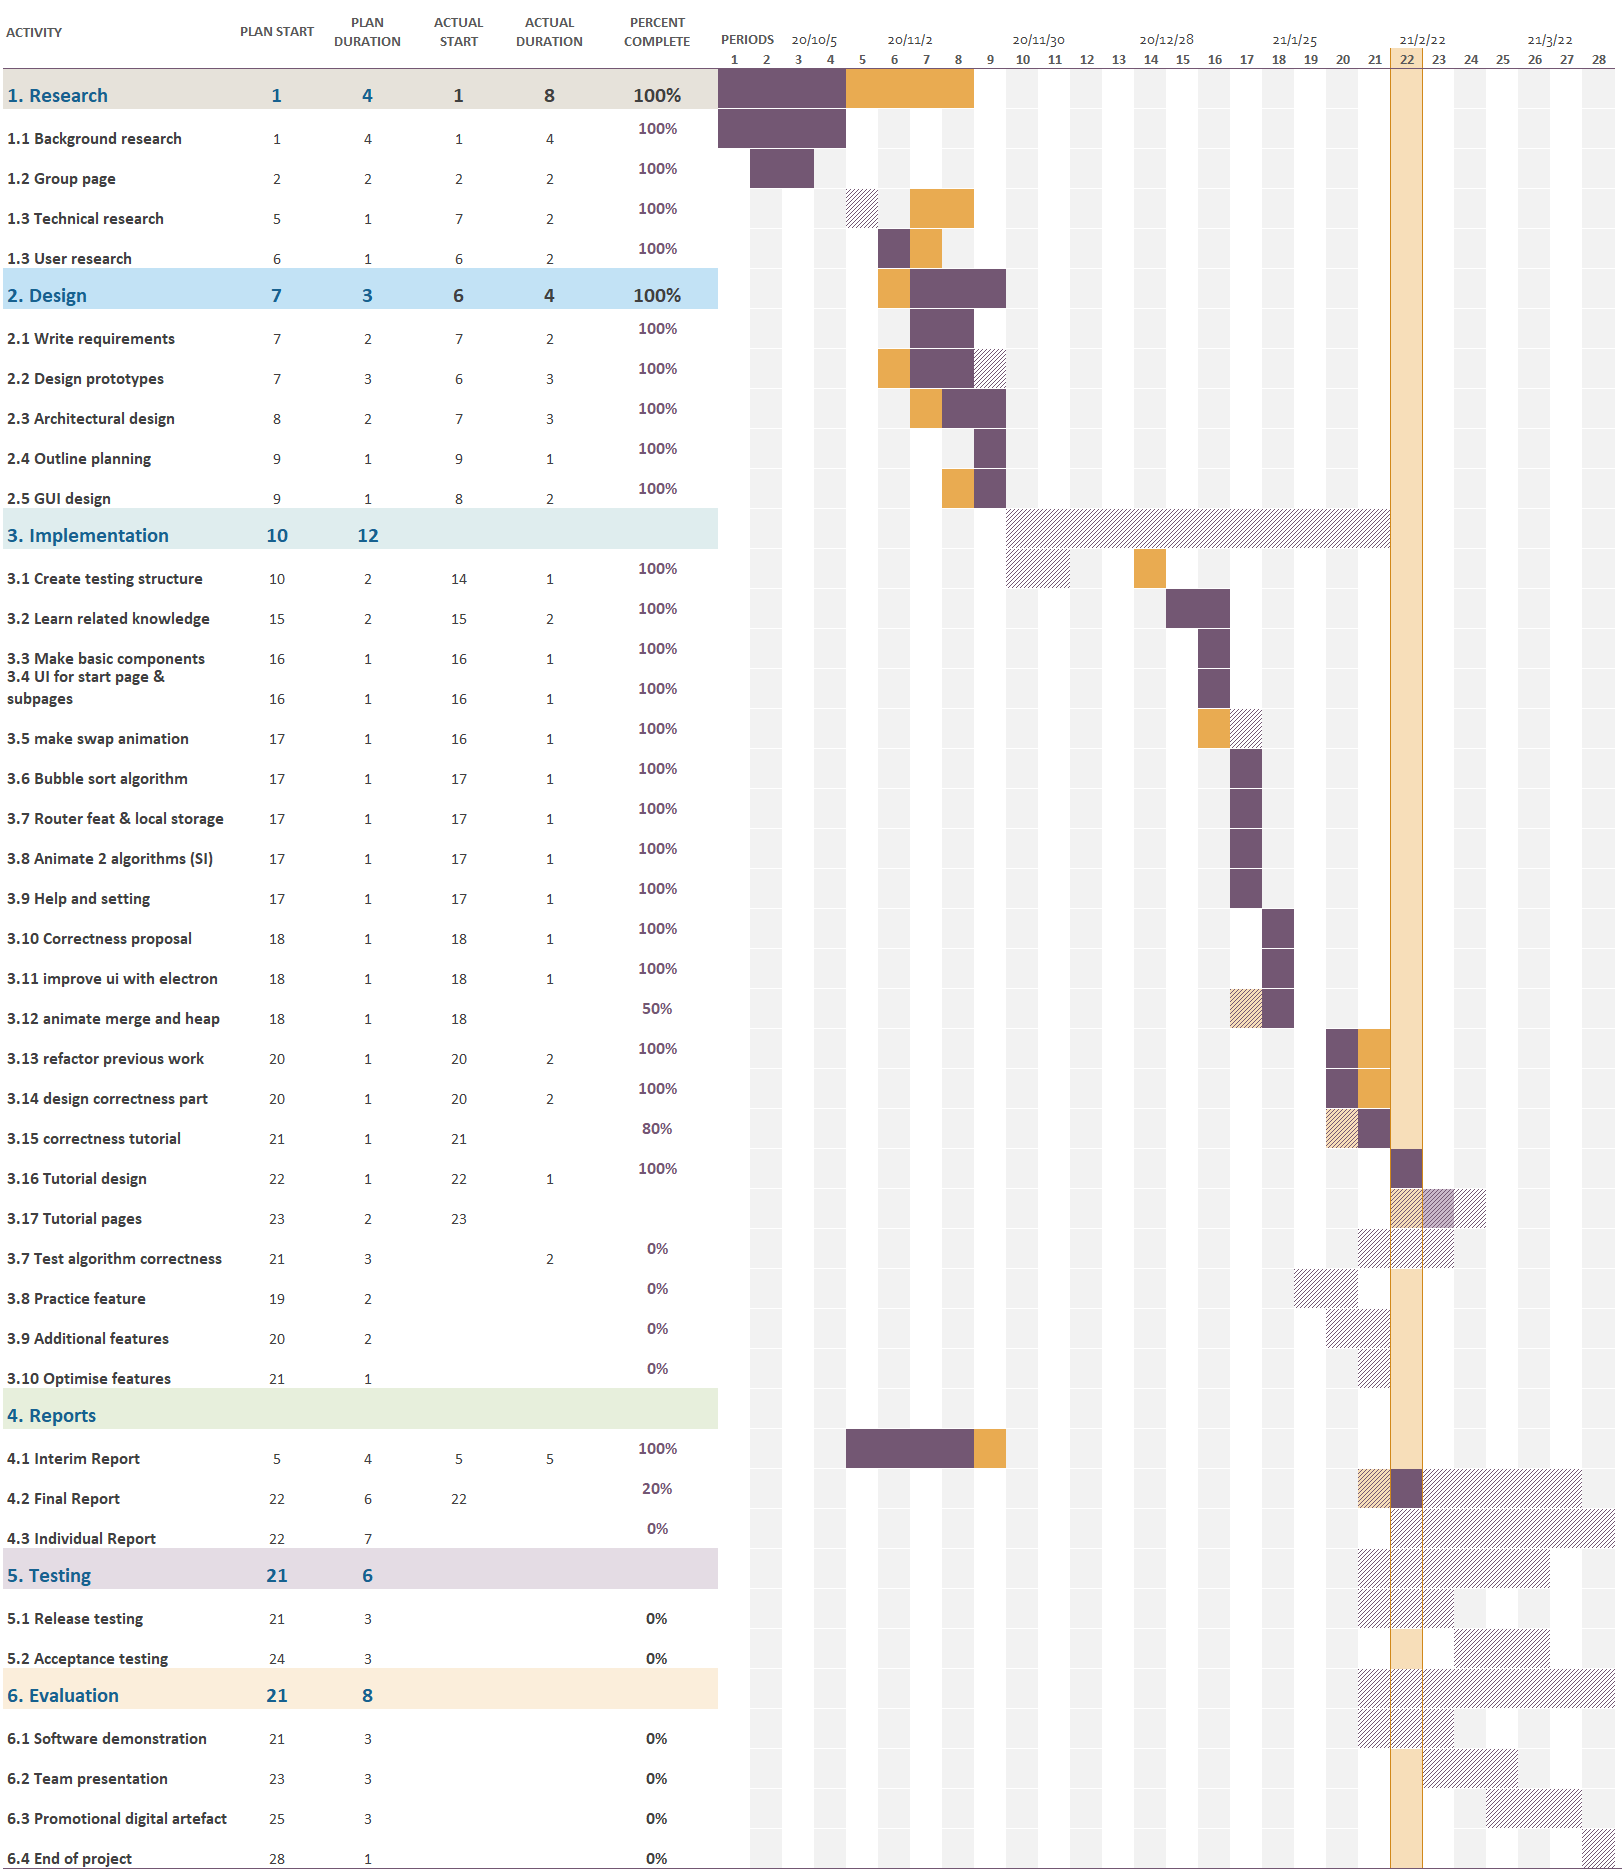 ACTIVITY PLAN START PLAN DURATION ACTUAL START ACTUAL DURATION PERCENT COMPLETE PERIODS 20/10/5 20/11/2 20/11/30 20/12/28 21/1/25 21/2/22 21/3/22
1 2 3 4 5 6 7 8 9 10 11 12 13 14 15 16 17 18 19 20 21 22 23 24 25 26 27 28
1. Research 1 4 1 8 100%
1.1 Background research 1 4 1 4 100%
1.2 Group page 2 2 2 2 100%
1.3 Technical research 5 1 7 2 100%
1.3 User research 6 1 6 2 100%
2. Design 7 3 6 4 100%
2.1 Write requirements 7 2 7 2 100%
2.2 Design prototypes 7 3 6 3 100%
2.3 Architectural design 8 2 7 3 100%
2.4 Outline planning 9 1 9 1 100%
2.5 GUI design 9 1 8 2 100%
3. Implementation 10 12
3.1 Create testing structure 10 2 14 1 100%
3.2 Learn related knowledge 15 2 15 2 100%
3.3 Make basic components 16 1 16 1 100%
3.4 UI for start page &
subpages 16 1 16 1 100%
3.5 make swap animation 17 1 16 1 100%
3.6 Bubble sort algorithm 17 1 17 1 100%
3.7 Router feat & local storage 17 1 17 1 100%
3.8 Animate 2 algorithms (SI) 17 1 17 1 100%
3.9 Help and setting 17 1 17 1 100%
3.10 Correctness proposal 18 1 18 1 100%
3.11 improve ui with electron 18 1 18 1 100%
3.12 animate merge and heap 18 1 18 50%
3.13 refactor previous work 20 1 20 2 100%
3.14 design correctness part 20 1 20 2 100%
3.15 correctness tutorial 21 1 21 80%
3.16 Tutorial design 22 1 22 1 100%
3.17 Tutorial pages 23 2 23
3.7 Test algorithm correctness 21 3 2 0%
3.8 Practice feature 19 2 0%
3.9 Additional features 20 2 0%
3.10 Optimise features 21 1 0%
4. Reports
4.1 Interim Report 5 4 5 5 100%
4.2 Final Report 22 6 22 20%
4.3 Individual Report 22 7 0%
5. Testing 21 6
5.1 Release testing 21 3 0%
5.2 Acceptance testing 24 3 0%
6. Evaluation 21 8
6.1 Software demonstration 21 3 0%
6.2 Team presentation 23 3 0%
6.3 Promotional digital artefact 25 3 0%
6.4 End of project 28 1 0%